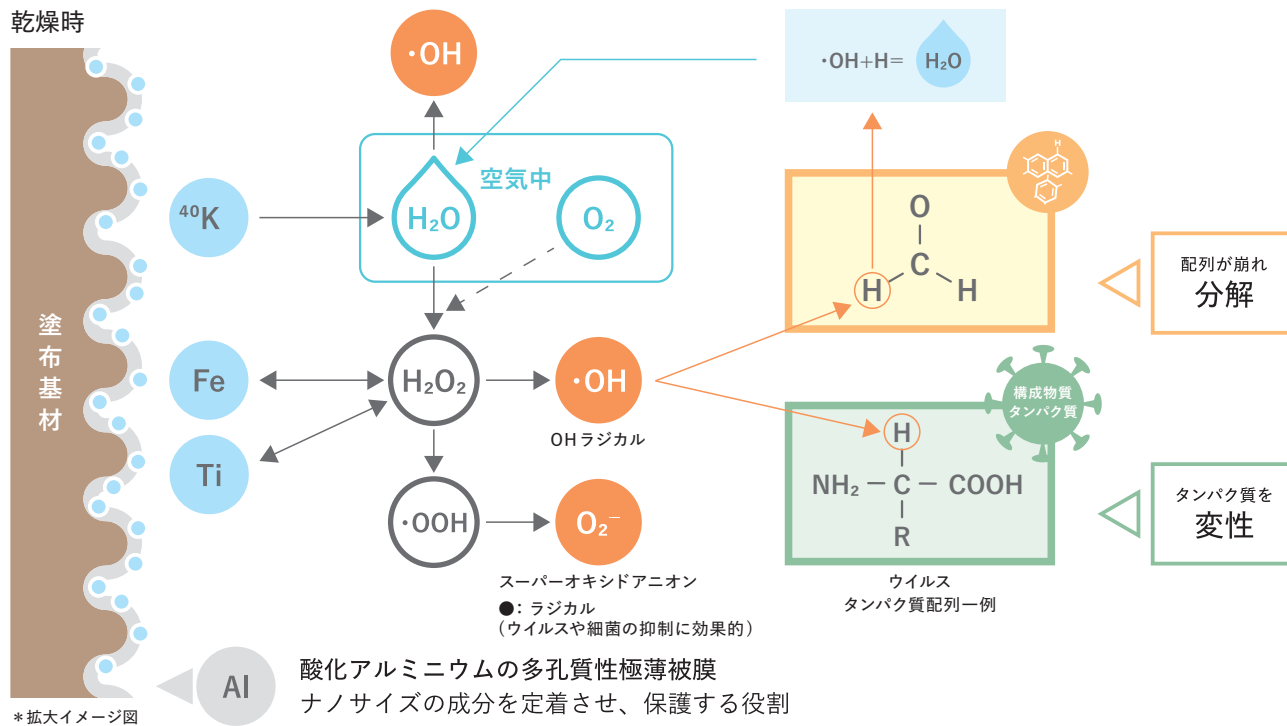 乾燥時
・OH
・OH+H=
H₂O
空気中
⁴⁰K
H₂O
O₂
H
O
C
H
H
配列が崩れ
分解
塗布基材
Fe
H₂O₂
・OH
OHラジカル
構成物質
タンパク質
H
NH₂
C
COOH
R
タンパク質を
変性
Ti
・OOH
O₂⁻
スーパーオキシドアニオン
●：ラジカル
（ウイルスや細菌の抑制に効果的）
ウイルス
タンパク質配列一例
Al
酸化アルミニウムの多孔質性極薄被膜
ナノサイズの成分を定着させ、保護する役割
＊拡大イメージ図